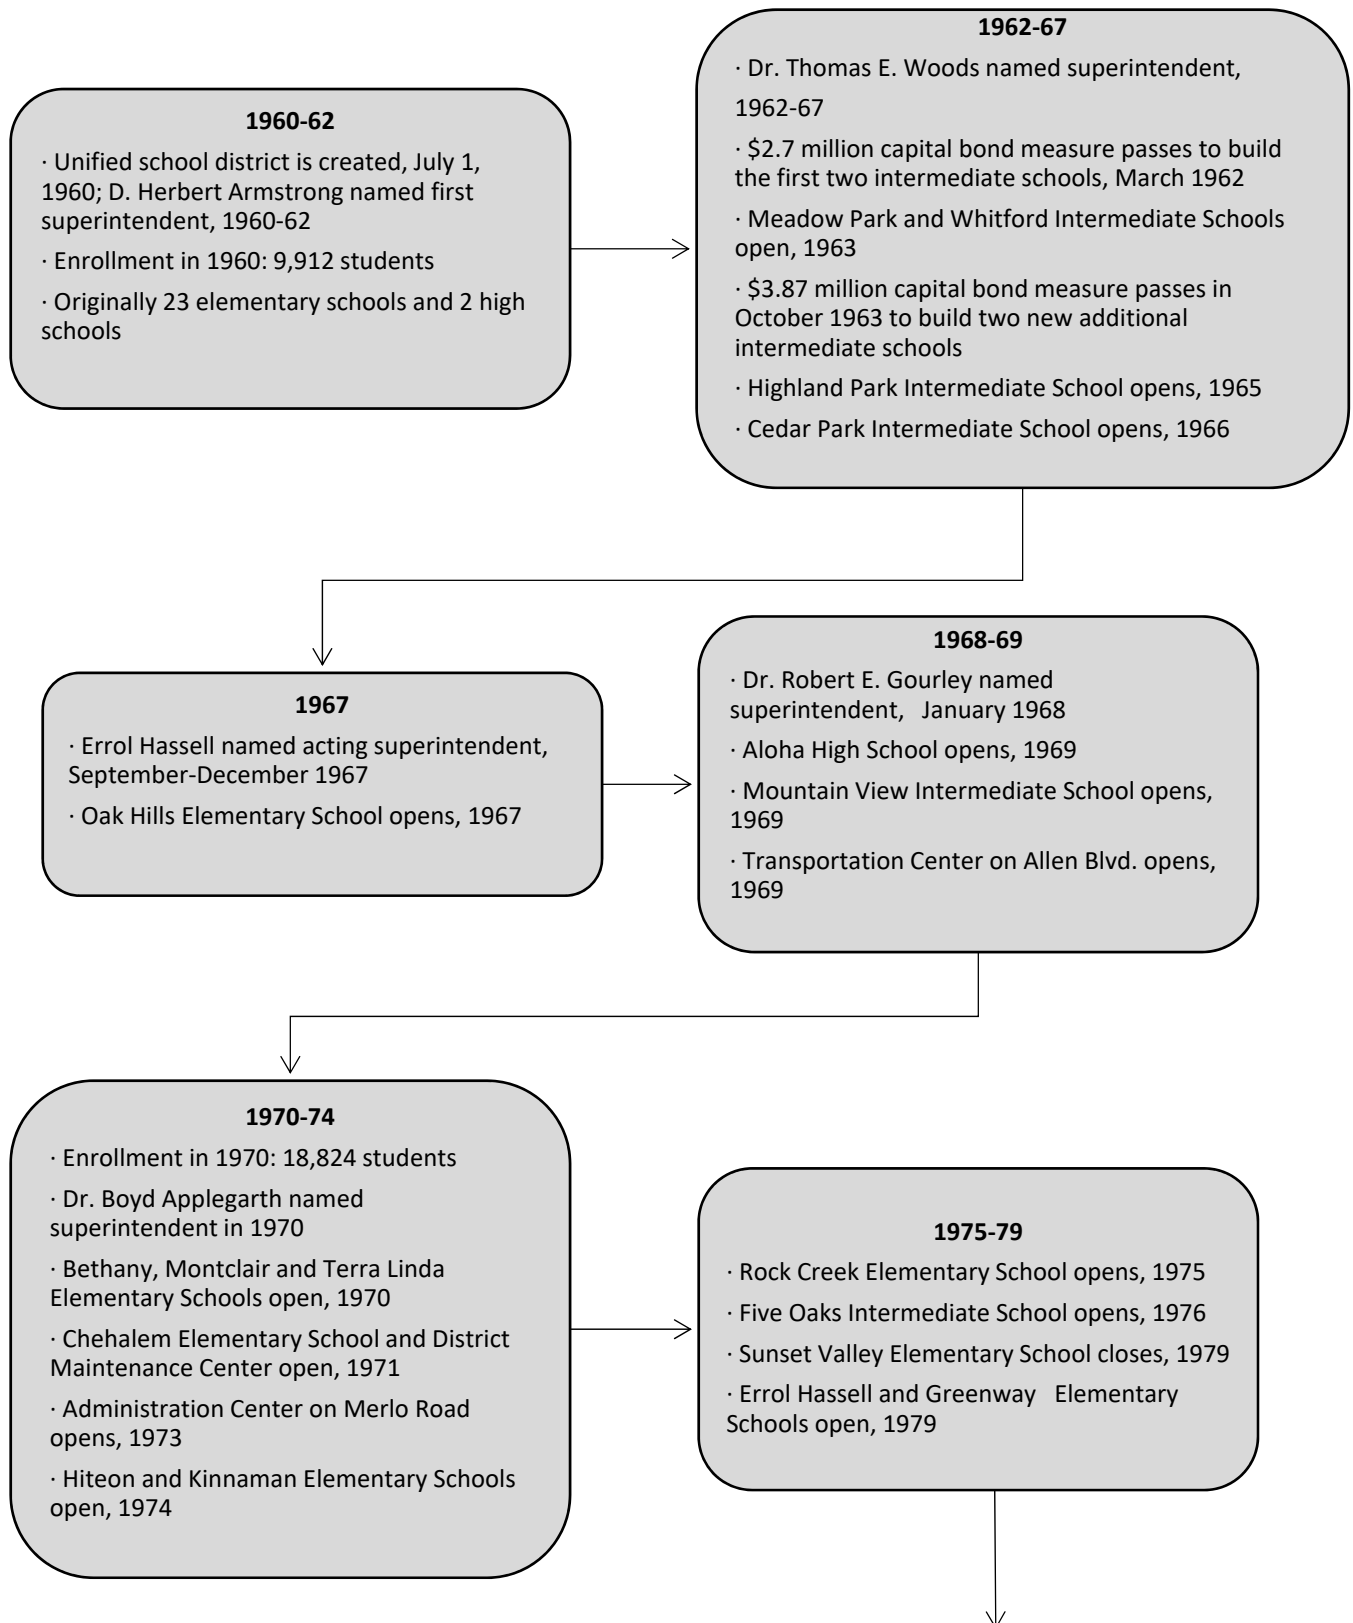 1960-62
· Unified school district is created, July 1,
1960; D. Herbert Armstrong named first
superintendent, 1960-62
· Enrollment in 1960: 9,912 students
· Originally 23 elementary schools and 2 high
schools
1962-67
· Dr. Thomas E. Woods named superintendent,
1962-67
· $2.7 million capital bond measure passes to build
the first two intermediate schools, March 1962
· Meadow Park and Whitford Intermediate Schools
open, 1963
· $3.87 million capital bond measure passes in
October 1963 to build two new additional
intermediate schools
· Highland Park Intermediate School opens, 1965
· Cedar Park Intermediate School opens, 1966
1967
· Errol Hassell named acting superintendent,
September-December 1967
· Oak Hills Elementary School opens, 1967
1968-69
· Dr. Robert E. Gourley named
superintendent,   January 1968
· Aloha High School opens, 1969
· Mountain View Intermediate School opens,
1969
· Transportation Center on Allen Blvd. opens,
1969
1970-74
· Enrollment in 1970: 18,824 students
· Dr. Boyd Applegarth named
superintendent in 1970
· Bethany, Montclair and Terra Linda
Elementary Schools open, 1970
· Chehalem Elementary School and District
Maintenance Center open, 1971
· Administration Center on Merlo Road
opens, 1973
· Hiteon and Kinnaman Elementary Schools
open, 1974
1975-79
· Rock Creek Elementary School opens, 1975
· Five Oaks Intermediate School opens, 1976
· Sunset Valley Elementary School closes, 1979
· Errol Hassell and Greenway   Elementary
Schools open, 1979